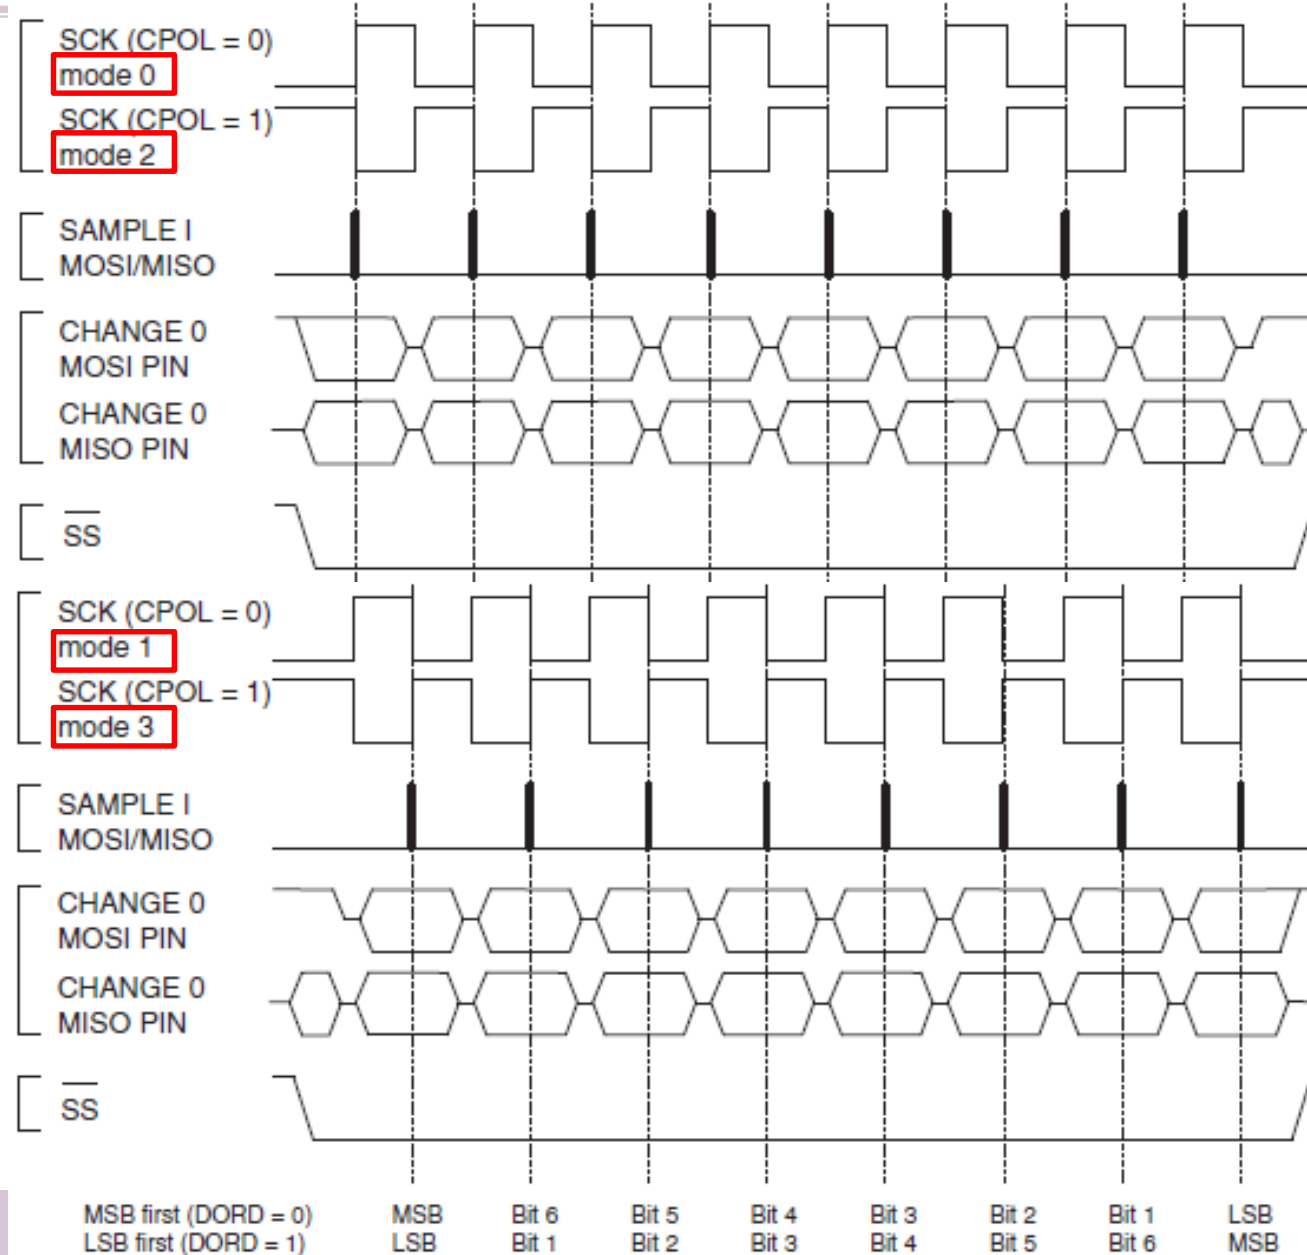 SCK (CPOL = 0)
mode 0
SCK (CPOL = 1)
mode 2
SAMPLE I
MOSI/MISO
CHANGE 0
MOSI PIN
CHANGE 0
MISO PIN
SS
SCK (CPOL = 0)
mode 1
SCK (CPOL = 1)
mode 3
SAMPLE I
MOSI/MISO
CHANGE 0
MOSI PIN
CHANGE 0
MISO PIN
SS
MSB first (DORD = 0) MSB Bit 6 Bit 5 Bit 4 Bit 3 Bit 2 Bit 1 LSB
LSB first (DORD = 1) LSB Bit 1 Bit 2 Bit 3 Bit 4 Bit 5 Bit 6 MSB